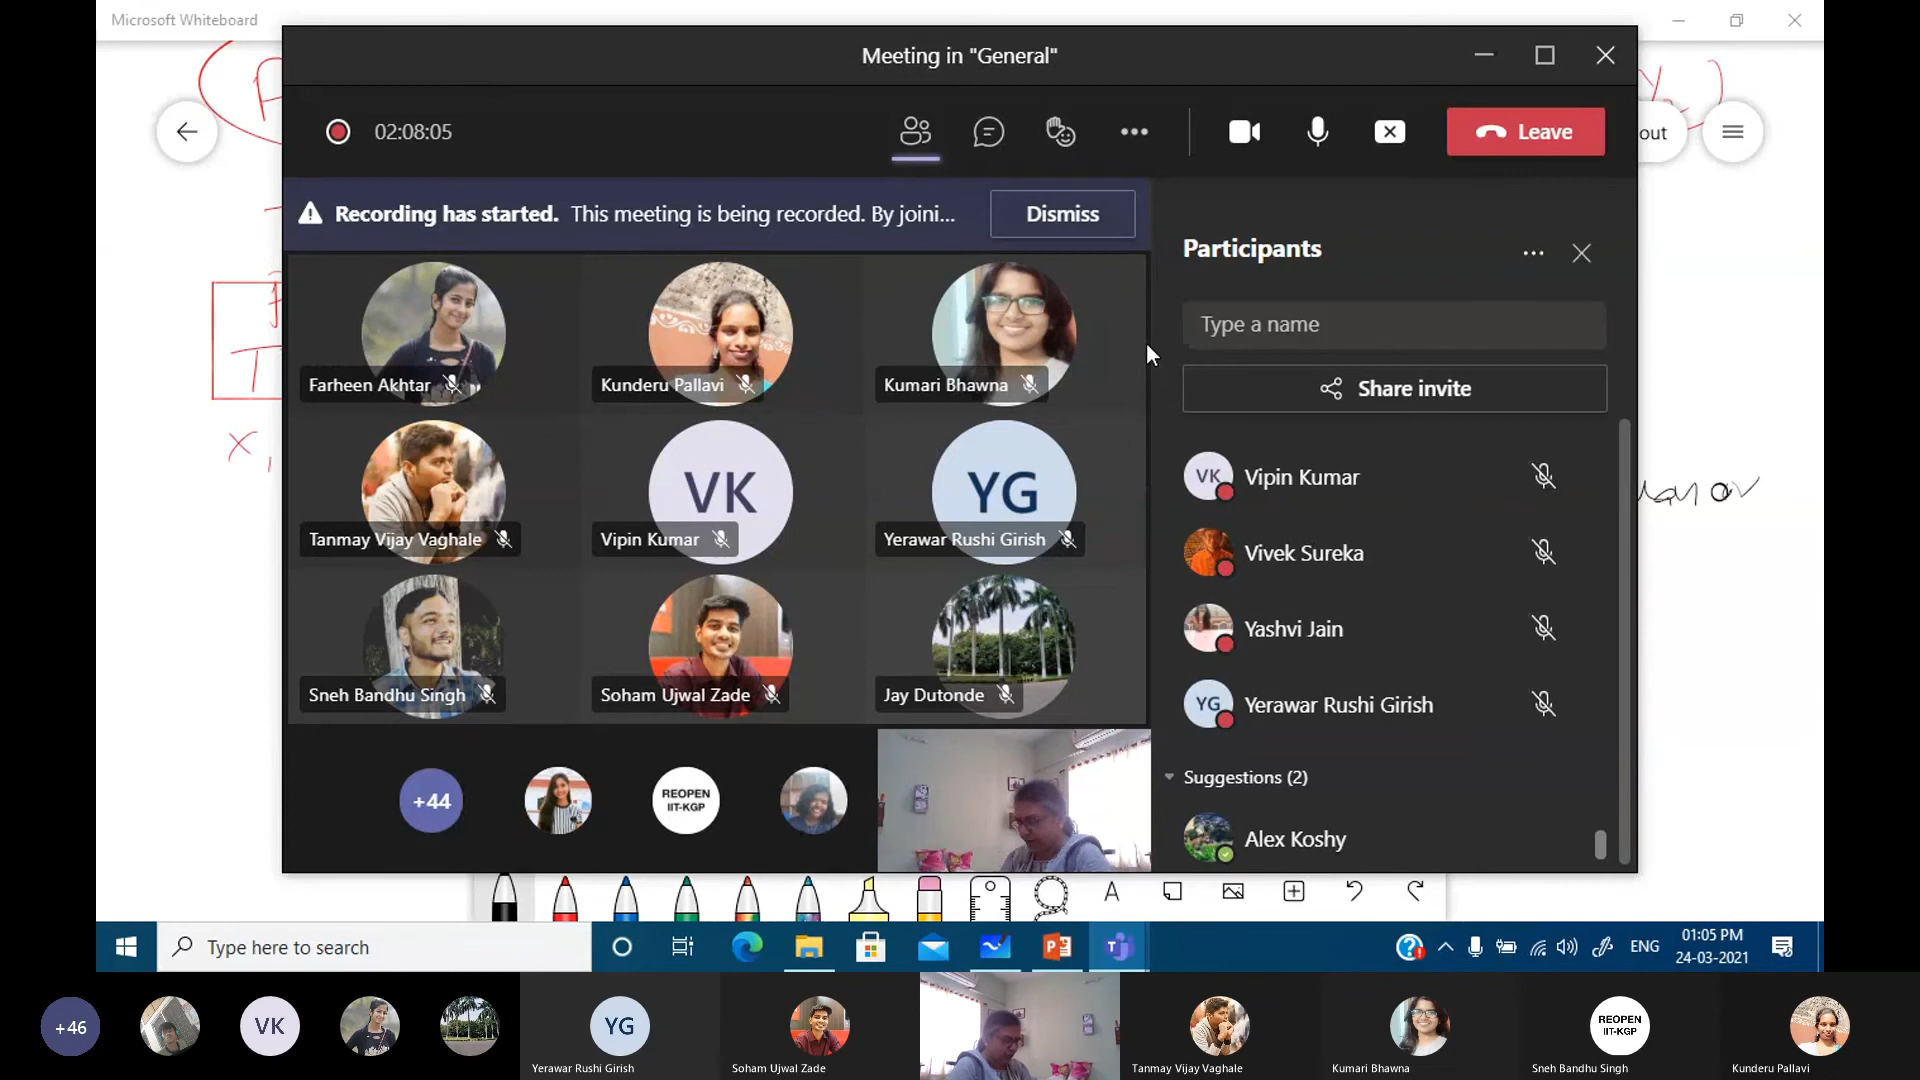 Microsoft Whiteboard
Meeting in "General"
02:08:05
Leave
out
Recording has started. This meeting is being recorded. By joini...
Dismiss
Participants
Type a name
Share invite
Farheen Akhtar
Kunderu Pallavi
Kumari Bhawna
VK
YG
Tanmay Vijay Vaghale
Vipin Kumar
Yerawar Rushi Girish
Sneh Bandhu Singh
Soham Ujwal Zade
Jay Dutonde
VK Vipin Kumar
Vivek Sureka
Yashvi Jain
YG Yerawar Rushi Girish
Suggestions (2)
Alex Koshy
+44
REOPEN
IIT-KGP
A
Type here to search
ENG
01:05 PM
24-03-2021
+46
VK
YG
REOPEN
IIT-KGP
Yerawar Rushi Girish
Soham Ujwal Zade
Tanmay Vijay Vaghale
Kumari Bhawna
Sneh Bandhu Singh
Kunderu Pallavi